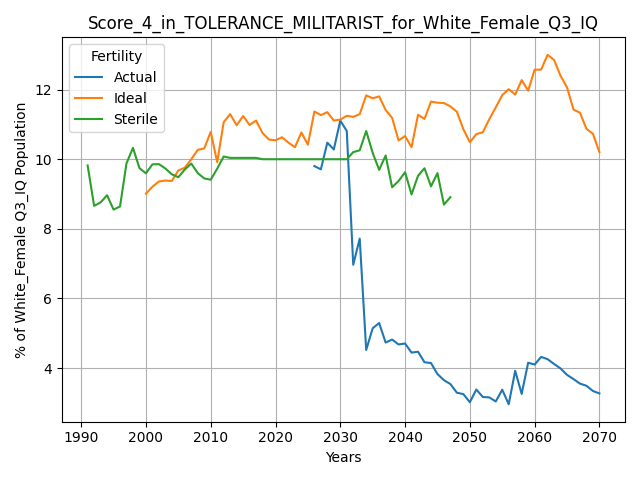 Score_4_in_TOLERANCE_MILITARIST_for_White_Female_Q3_IQ
Fertility
Actual
Ideal
Sterile
% of White_Female Q3_IQ Population
12
10
8
6
4
1990 2000 2010 2020 2030 2040 2050 2060 2070
Years